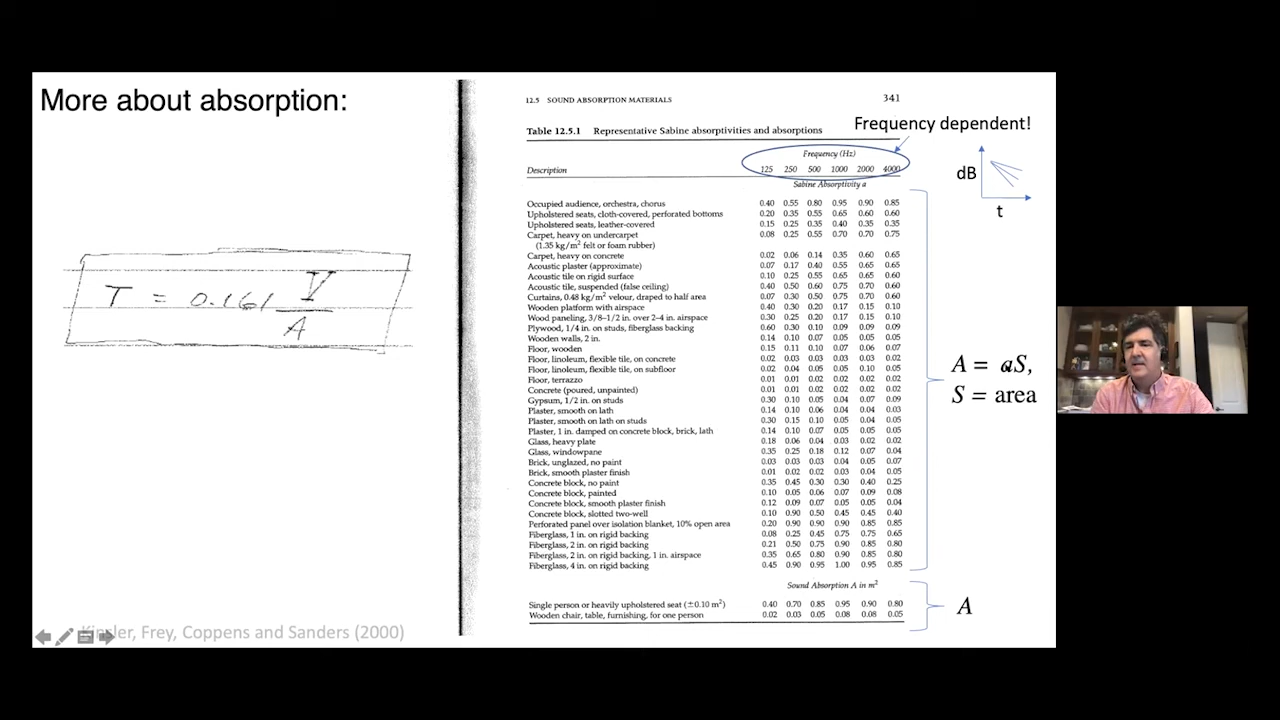 More about absorption:
T = 0.161 V
A
Kinsler, Frey, Coppens and Sanders (2000)
12.5 SOUND ABSORPTION MATERIALS
341
Table 12.5.1 Representative Sabine absorptivities and absorptions
Frequency dependent!
Frequency (Hz)
Description 125 250 500 1000 2000 4000
Sabine Absorptivity a
dB
t
Occupied audience, orchestra, chorus 0.40 0.55 0.80 0.95 0.90 0.85
Upholstered seats, cloth-covered, perforated bottoms 0.20 0.35 0.55 0.65 0.60 0.60
Upholstered seats, leather-covered 0.15 0.25 0.35 0.40 0.35 0.35
Carpet, heavy on undercarpet 0.08 0.25 0.55 0.70 0.70 0.75
(1.35 kg/m² felt or foam rubber)
Carpet, heavy on concrete 0.02 0.06 0.14 0.35 0.60 0.65
Acoustic plaster (approximate) 0.07 0.17 0.40 0.55 0.65 0.65
Acoustic tile on rigid surface 0.10 0.25 0.55 0.65 0.65 0.60
Acoustic tile, suspended (false ceiling) 0.40 0.50 0.60 0.75 0.70 0.60
Curtains, 0.48 kg/m² velour, draped to half area 0.07 0.30 0.50 0.75 0.70 0.60
Wooden platform with airspace 0.40 0.30 0.20 0.17 0.15 0.10
Wood paneling, 3/8–1/2 in. over 2–4 in. airspace 0.30 0.25 0.20 0.17 0.15 0.10
Plywood, 1/4 in. on studs, fiberglass backing 0.60 0.30 0.10 0.09 0.09 0.09
Wooden walls, 2 in. 0.14 0.10 0.07 0.05 0.05 0.05
Floor, wooden 0.15 0.11 0.10 0.07 0.06 0.07
Floor, linoleum, flexible tile, on concrete 0.02 0.03 0.03 0.03 0.03 0.02
Floor, linoleum, flexible tile, on subfloor 0.02 0.04 0.05 0.05 0.10 0.05
Floor, terrazzo 0.01 0.01 0.02 0.02 0.02 0.02
Concrete (poured, unpainted) 0.01 0.01 0.02 0.02 0.02 0.02
Gypsum, 1/2 in. on studs 0.30 0.10 0.05 0.04 0.07 0.09
Plaster, smooth on lath 0.14 0.10 0.06 0.04 0.04 0.03
Plaster, smooth on lath on studs 0.30 0.15 0.10 0.05 0.04 0.05
Plaster, 1 in. damped on concrete block, brick, lath 0.14 0.10 0.07 0.05 0.05 0.05
Glass, heavy plate 0.18 0.06 0.04 0.03 0.02 0.02
Glass, windowpane 0.35 0.25 0.18 0.12 0.07 0.04
Brick, unglazed, no paint 0.03 0.03 0.03 0.04 0.05 0.07
Brick, smooth plaster finish 0.01 0.02 0.02 0.03 0.04 0.05
Concrete block, no paint 0.35 0.45 0.30 0.30 0.40 0.25
Concrete block, painted 0.10 0.05 0.06 0.07 0.09 0.08
Concrete block, smooth plaster finish 0.12 0.09 0.07 0.05 0.05 0.04
Concrete block, slotted two-well 0.10 0.90 0.50 0.45 0.45 0.40
Perforated panel over isolation blanket, 10% open area 0.20 0.90 0.90 0.90 0.85 0.85
Fiberglass, 1 in. on rigid backing 0.08 0.25 0.45 0.75 0.75 0.65
Fiberglass, 2 in. on rigid backing 0.21 0.50 0.75 0.90 0.85 0.80
Fiberglass, 2 in. on rigid backing, 1 in. airspace 0.35 0.65 0.80 0.90 0.85 0.80
Fiberglass, 4 in. on rigid backing 0.45 0.90 0.95 1.00 0.95 0.85
A = aS,
S = area
Sound Absorption A in m²
Single person or heavily upholstered seat (±0.10 m²) 0.40 0.70 0.85 0.95 0.90 0.80
Wooden chair, table, furnishing, for one person 0.02 0.03 0.05 0.08 0.08 0.05
A